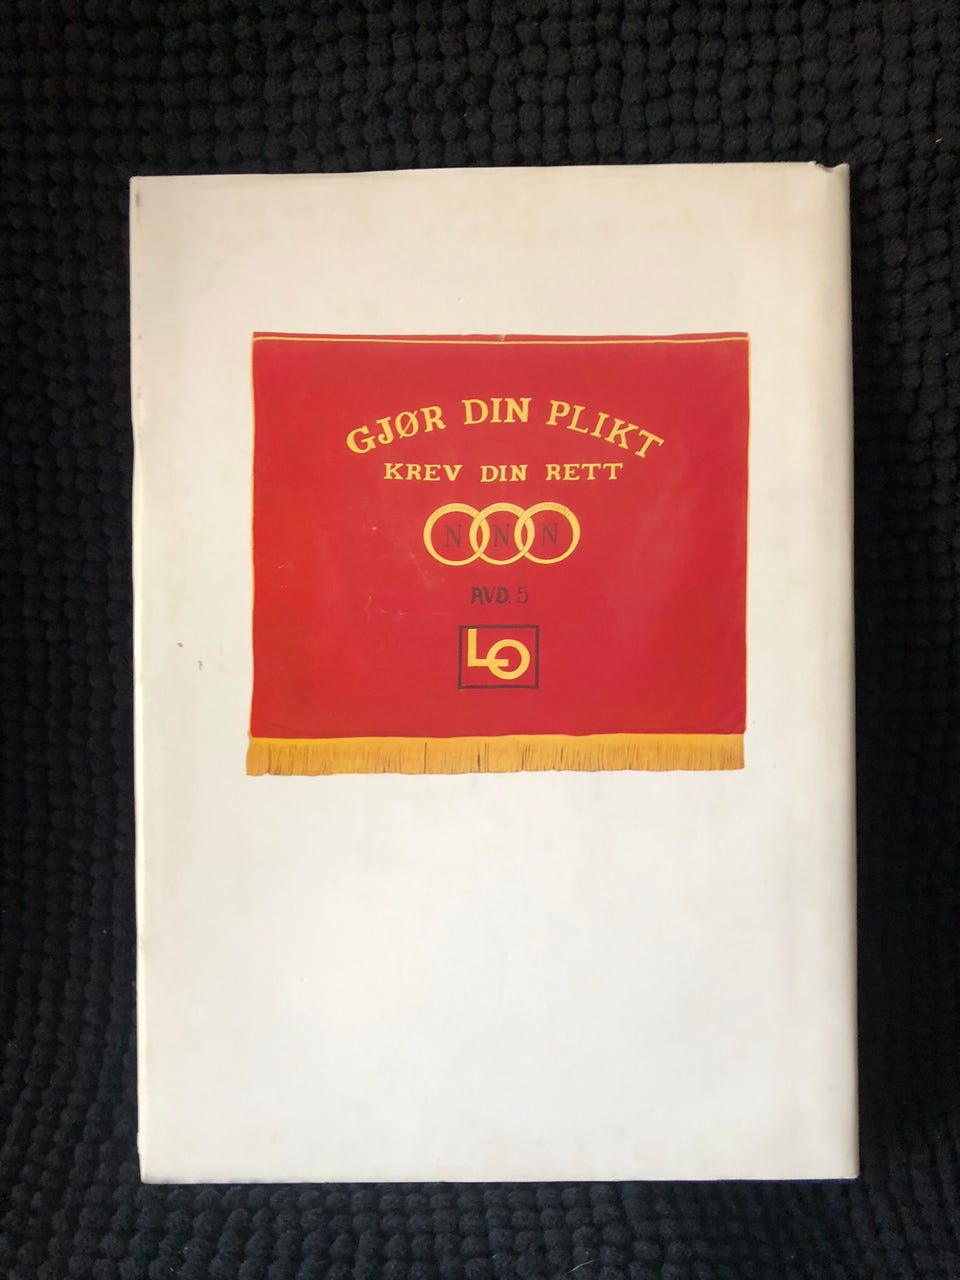 GJØR DIN PLIKT
KREV DIN RETT
N N N
AVD. 5
LO